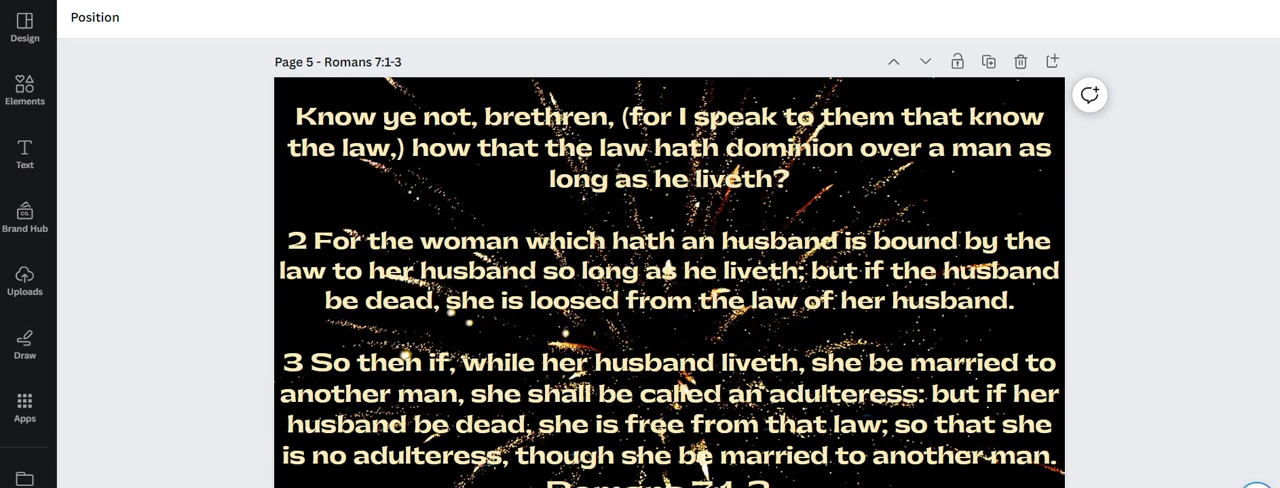 Position
Design
Page 5 - Romans 7:1-3
Elements
Text
Brand Hub
Uploads
Draw
Apps
Know ye not, brethren, (for I speak to them that know
the law,) how that the law hath dominion over a man as
long as he liveth?
2 For the woman which hath an husband is bound by the
law to her husband so long as he liveth; but if the husband
be dead, she is loosed from the law of her husband.
3 So then if, while her husband liveth, she be married to
another man, she shall be called an adulteress: but if her
husband be dead, she is free from that law; so that she
is no adulteress, though she be married to another man.
Romans 7:1-3